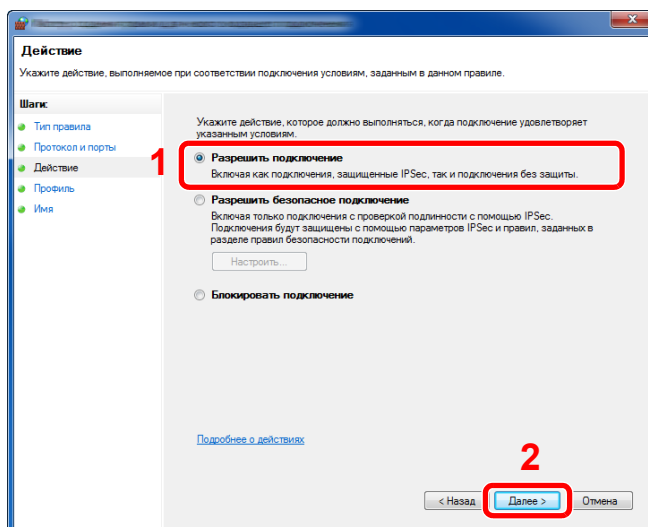 Действие
Укажите действие, выполняемое при соответствии подключения условиям, заданным в данном правиле.
Шаги:
Тип правила
Протокол и порты
Действие
Профиль
Имя
Укажите действие, которое должно выполняться, когда подключение удовлетворяет
указанным условиям.
1
Разрешить подключение
Включая как подключения, защищенные IPSec, так и подключения без защиты.
Разрешить безопасное подключение
Включая только подключения с проверкой подлинности с помощью IPSec.
Подключения будут защищены с помощью параметров IPSec и правил, заданных в
разделе правил безопасности подключений.
Настроить...
Блокировать подключение
Подробнее о действиях
2
< Назад
Далее >
Отмена